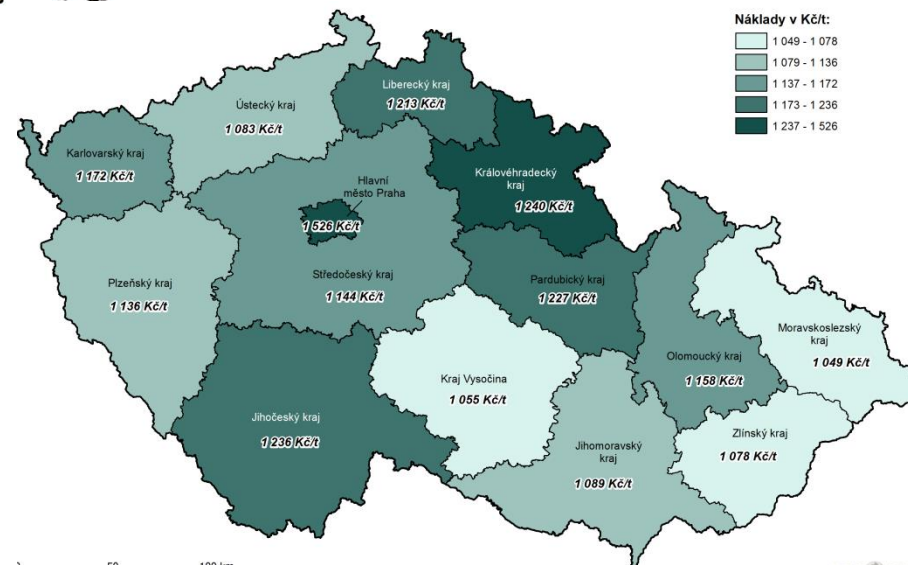 Náklady v Kč/t:
1 049 - 1 078
1 079 - 1 136
1 137 - 1 172
1 173 - 1 236
1 237 - 1 526
Liberecký kraj
1 213 Kč/t
Ústecký kraj
1 083 Kč/t
Karlovarský kraj
1 172 Kč/t
Královéhradecký
kraj
1 240 Kč/t
Hlavní
město Praha
1 526 Kč/t
Středočeský kraj
1 144 Kč/t
Plzeňský kraj
1 136 Kč/t
Pardubický kraj
1 227 Kč/t
Moravskoslezský
kraj
1 049 Kč/t
Olomoucký kraj
1 158 Kč/t
Kraj Vysočina
1 055 Kč/t
Jihočeský kraj
1 236 Kč/t
Zlínský kraj
1 078 Kč/t
Jihomoravský
kraj
1 089 Kč/t